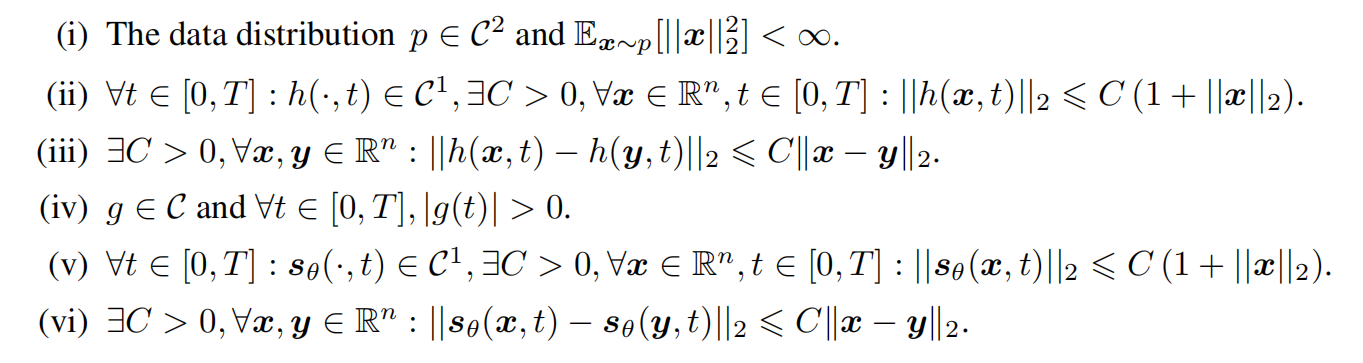 (i) The data distribution p ∈ 𝒞² and 𝔼_{𝒙∼p}[||𝒙||₂²] < ∞.
(ii) ∀t ∈ [0, T] : h(·, t) ∈ 𝒞¹, ∃C > 0, ∀𝒙 ∈ ℝⁿ, t ∈ [0, T] : ||h(𝒙, t)||₂ ⩽ C (1 + ||𝒙||₂).
(iii) ∃C > 0, ∀𝒙, 𝒚 ∈ ℝⁿ : ||h(𝒙, t) − h(𝒚, t)||₂ ⩽ C||𝒙 − 𝒚||₂.
(iv) g ∈ 𝒞 and ∀t ∈ [0, T], |g(t)| > 0.
(v) ∀t ∈ [0, T] : 𝒔_θ(·, t) ∈ 𝒞¹, ∃C > 0, ∀𝒙 ∈ ℝⁿ, t ∈ [0, T] : ||𝒔_θ(𝒙, t)||₂ ⩽ C (1 + ||𝒙||₂).
(vi) ∃C > 0, ∀𝒙, 𝒚 ∈ ℝⁿ : ||𝒔_θ(𝒙, t) − 𝒔_θ(𝒚, t)||₂ ⩽ C||𝒙 − 𝒚||₂.